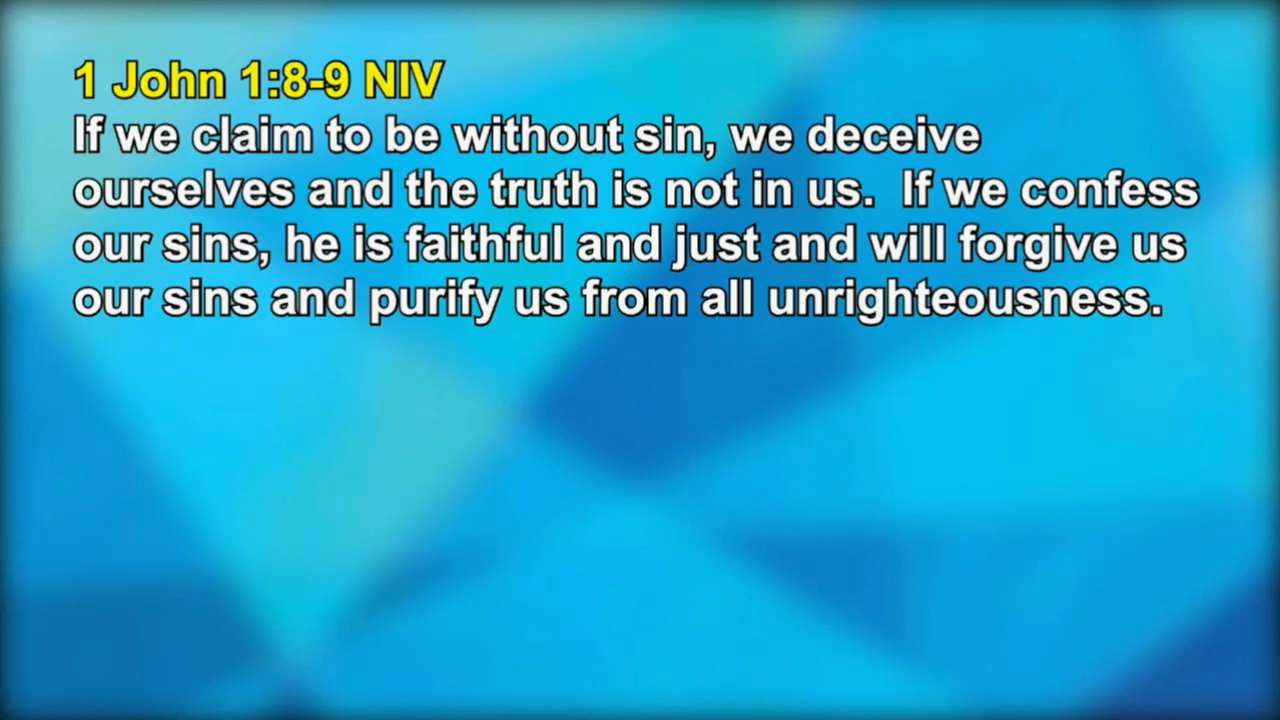 1 John 1:8-9 NIV
If we claim to be without sin, we deceive
ourselves and the truth is not in us.  If we confess
our sins, he is faithful and just and will forgive us
our sins and purify us from all unrighteousness.